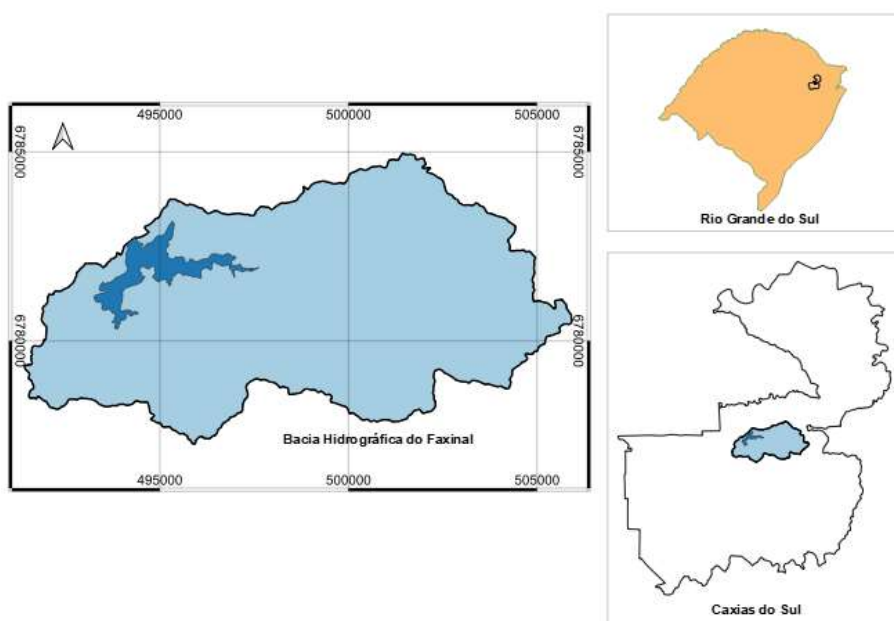 495000 500000 505000
6785000 6785000
6780000 6780000
Bacia Hidrográfica do Faxinal
495000 500000 505000
Rio Grande do Sul
Caxias do Sul